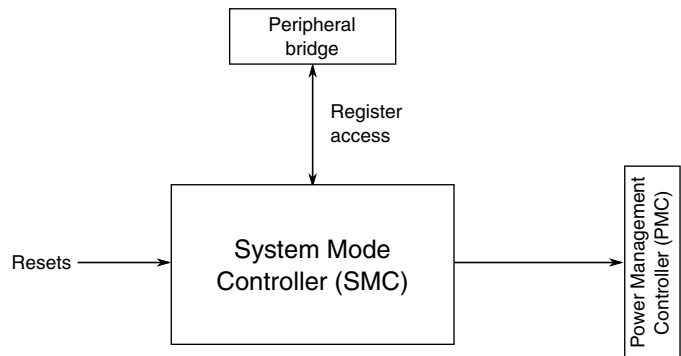 Peripheral
bridge
Register
access
Resets
System Mode
Controller (SMC)
Power Management
Controller (PMC)